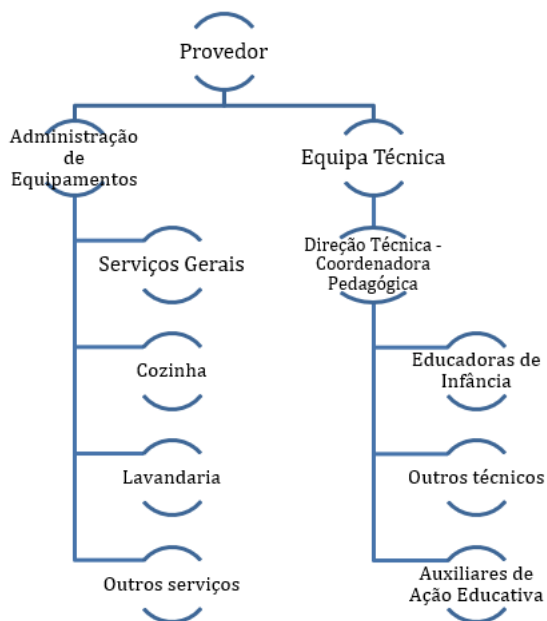 Provedor
Administração
de
Equipamentos
Serviços Gerais
Cozinha
Lavandaria
Outros serviços
Equipa Técnica
Direção Técnica -
Coordenadora
Pedagógica
Educadoras de
Infância
Outros técnicos
Auxiliares de
Ação Educativa